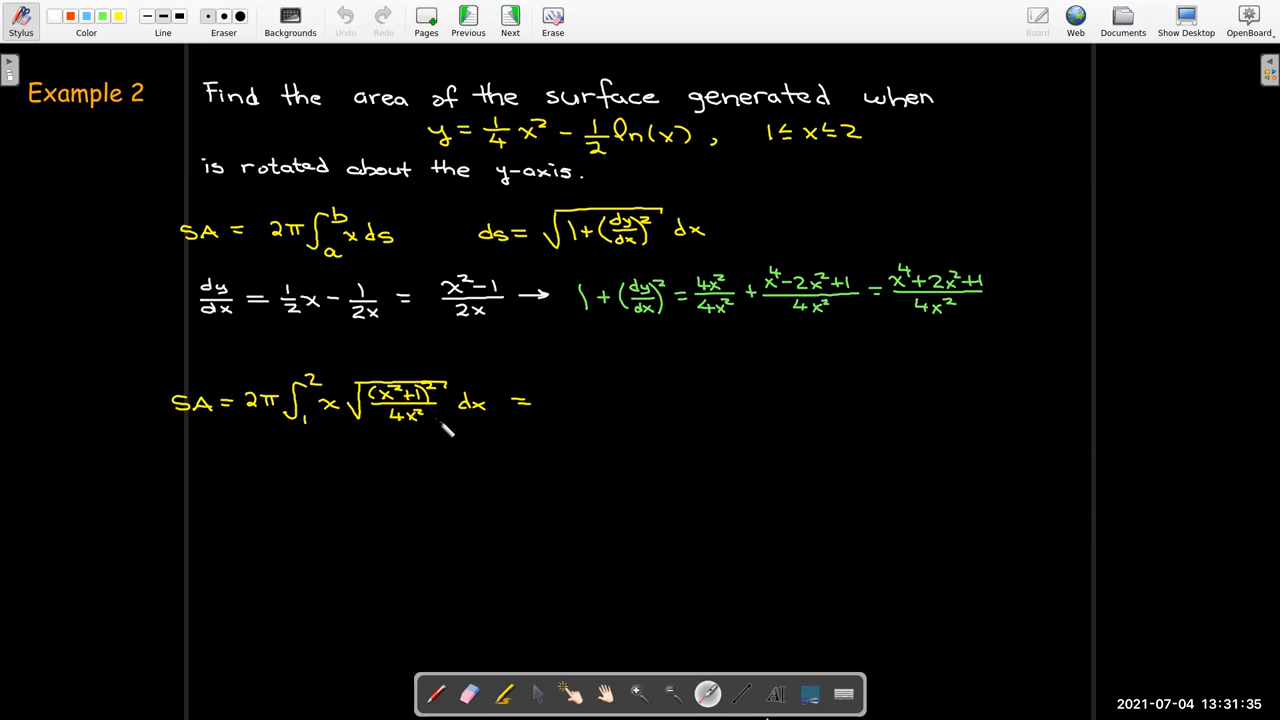 Stylus Color Line Eraser Backgrounds Undo Redo Pages Previous Next Erase Board Web Documents Show Desktop OpenBoard
Example 2 Find the area of the surface generated when
y = 1/4 x² − 1/2 ln(x), 1 ≤ x ≤ 2
is rotated about the y-axis.
SA = 2π ∫_a^b x ds ds = √(1 + (dy/dx)²) dx
dy/dx = 1/2 x − 1/(2x) = (x² − 1)/(2x) → 1 + (dy/dx)² = 4x²/4x² + (x⁴ − 2x² + 1)/4x² = (x⁴ + 2x² + 1)/4x²
SA = 2π ∫_1^2 x √((x² + 1)²/4x²) dx =
AI
2021-07-04 13:31:35